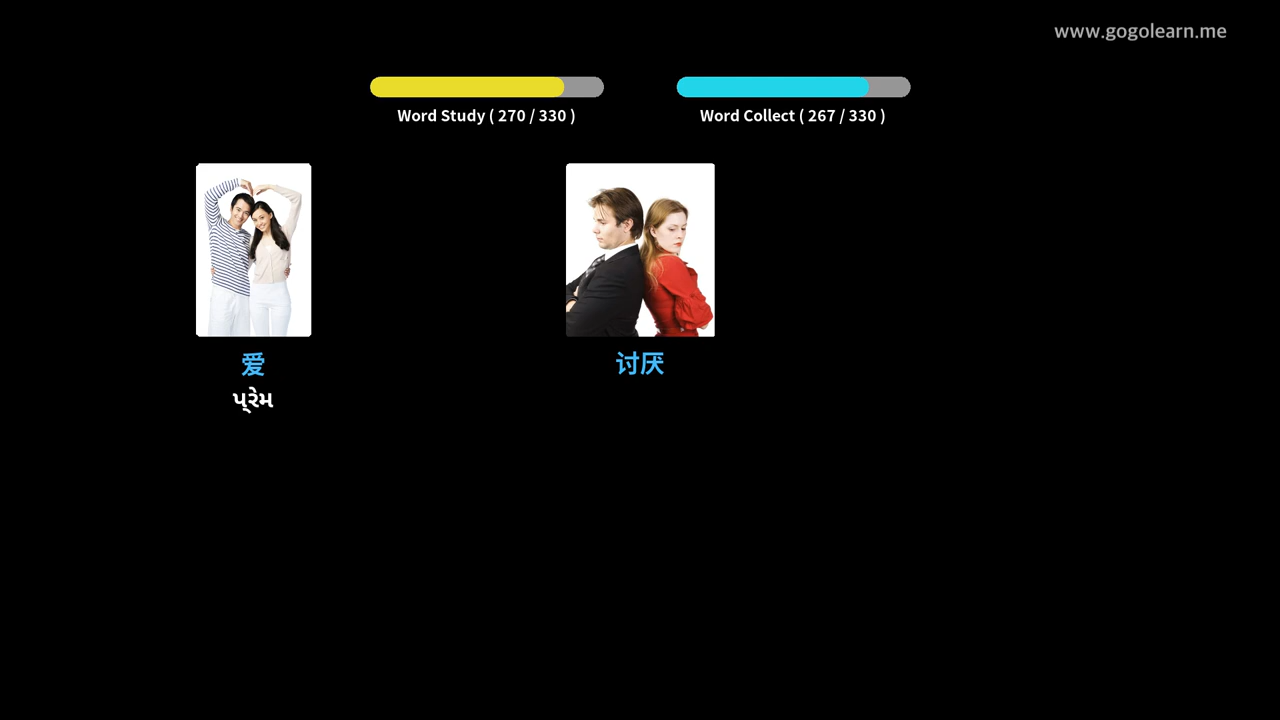 www.gogolearn.me
Word Study ( 270 / 330 )
Word Collect ( 267 / 330 )
爱
પ્રેમ
讨厌